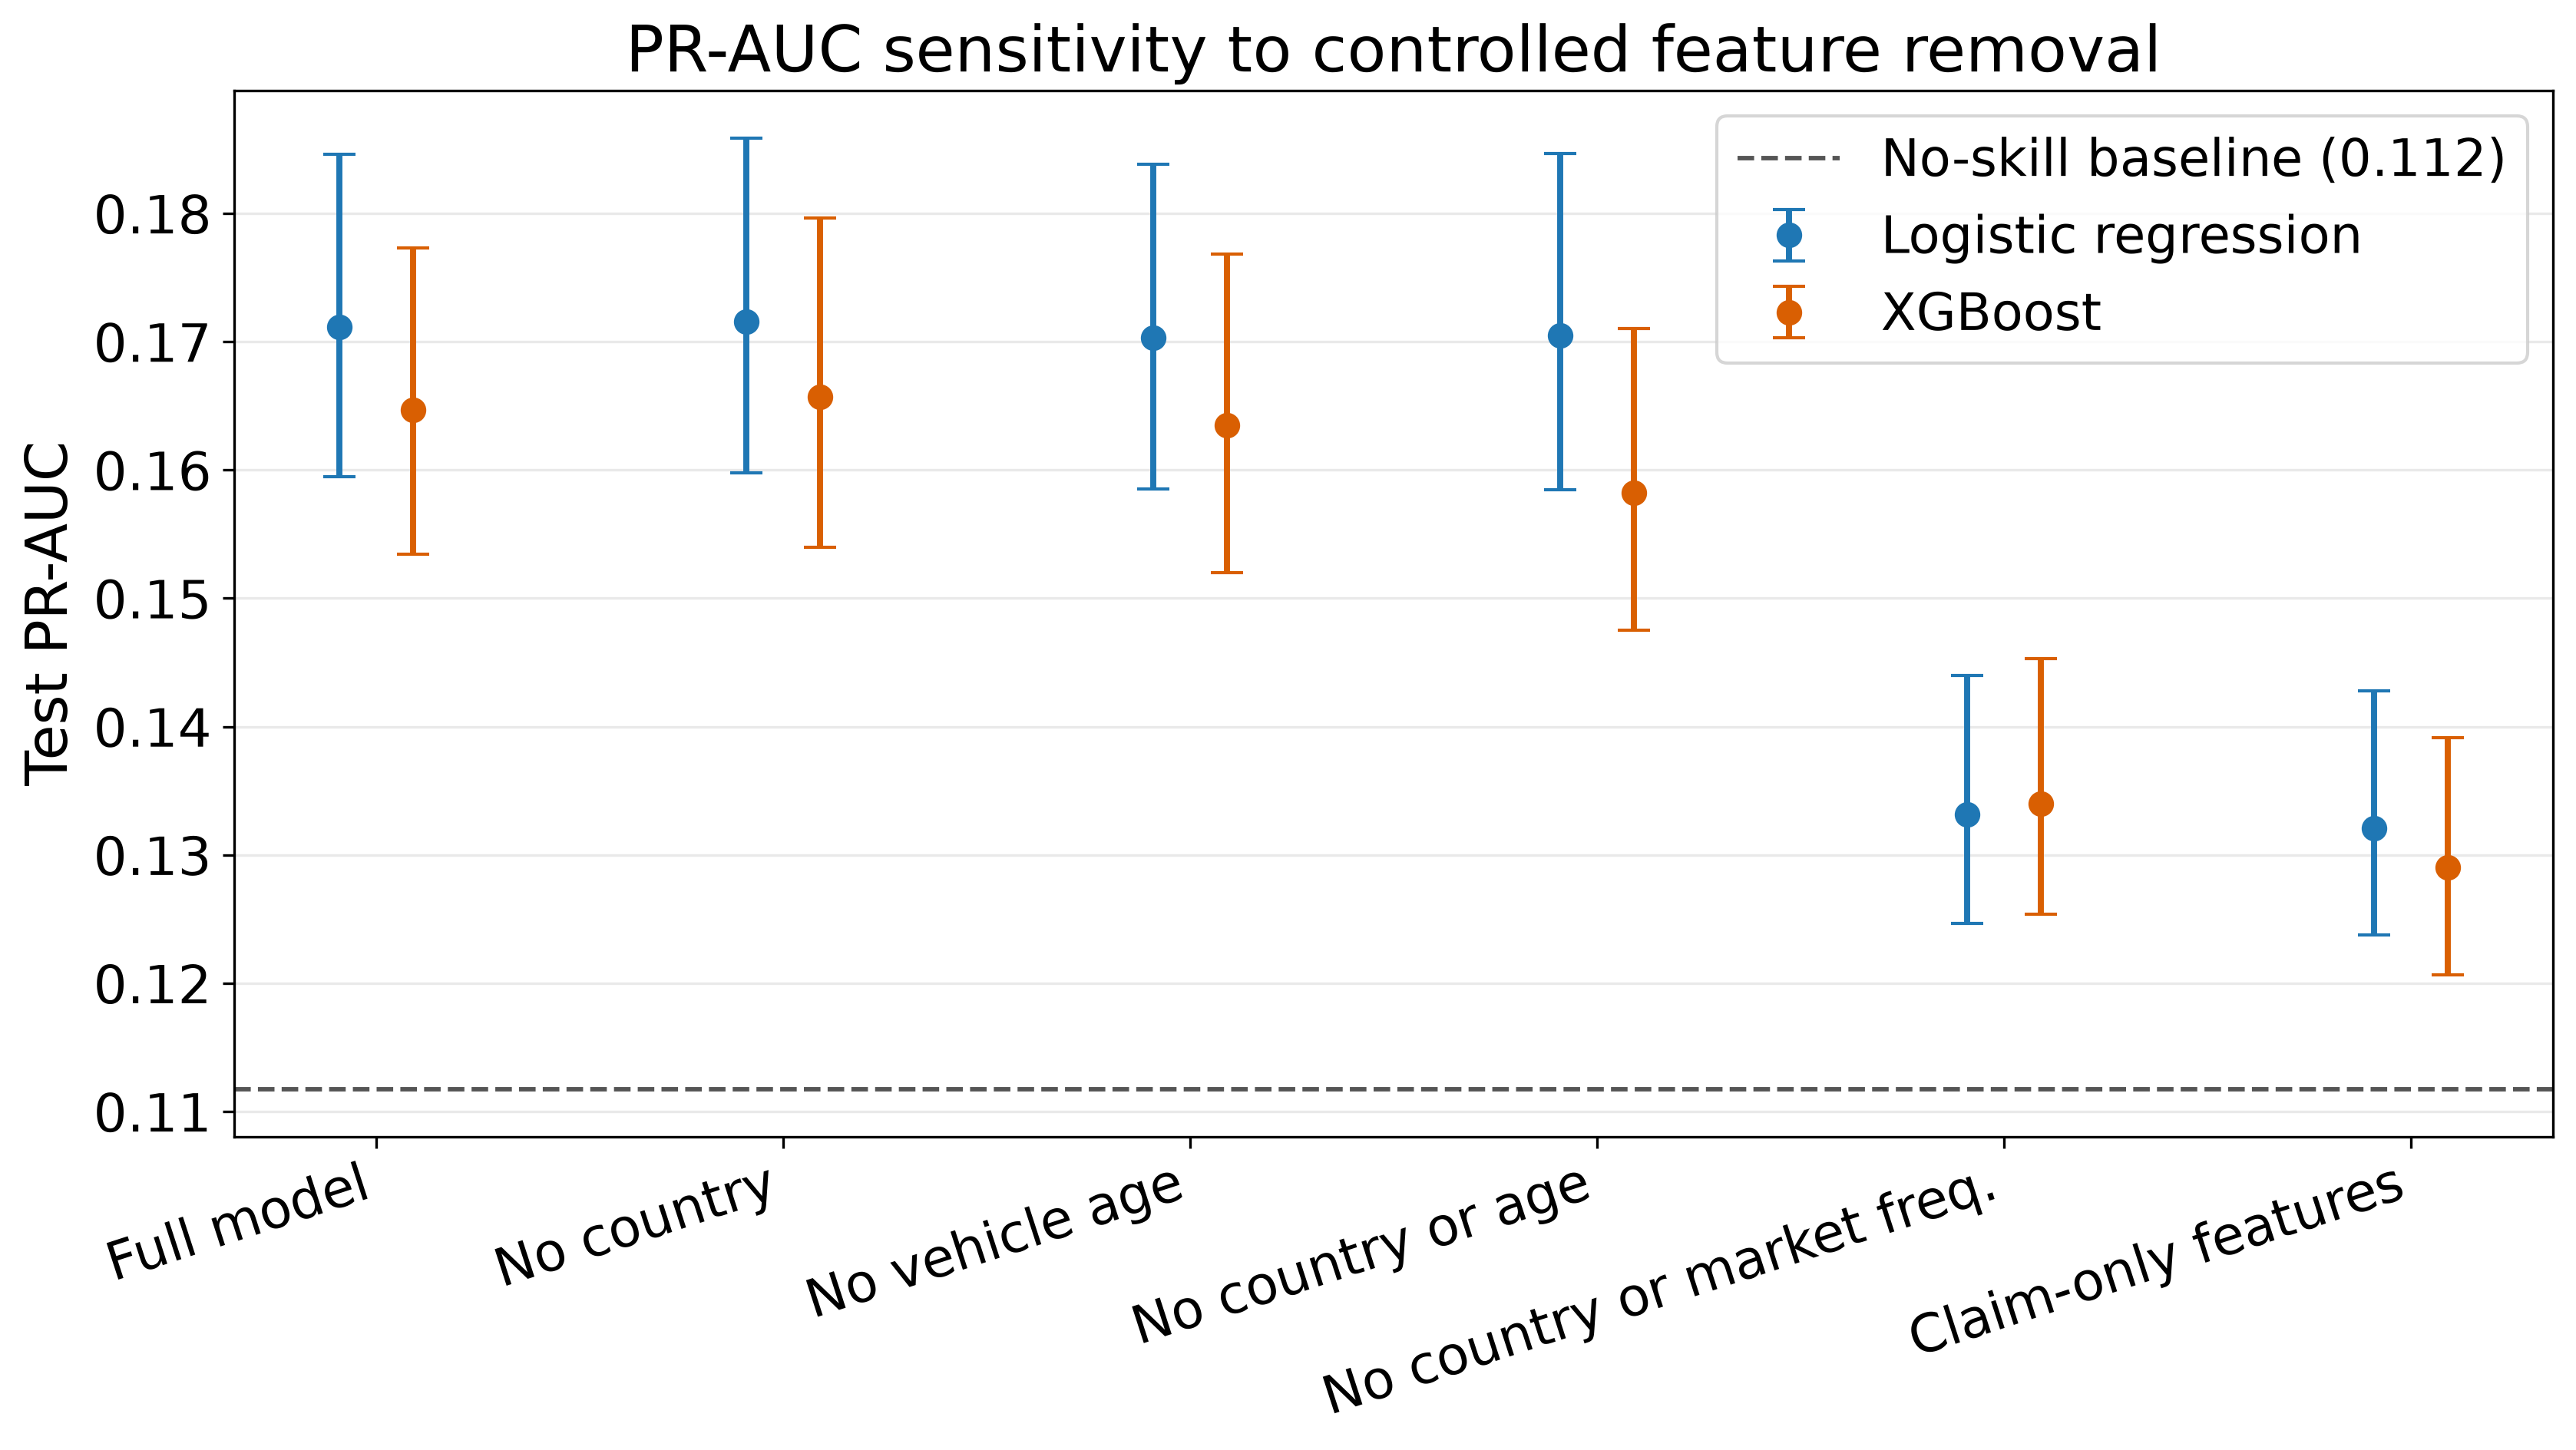 PR-AUC sensitivity to controlled feature removal
No-skill baseline (0.112)
Logistic regression
XGBoost
Test PR-AUC
0.18
0.17
0.16
0.15
0.14
0.13
0.12
0.11
Full model
No country
No vehicle age
No country or age
No country or market freq.
Claim-only features